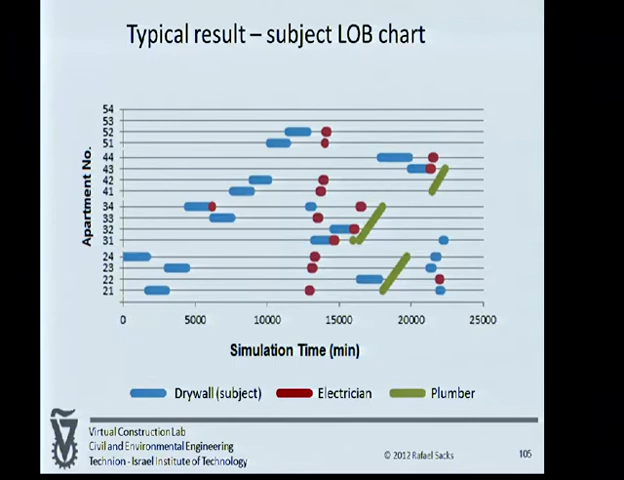 Typical result – subject LOB chart
54
53
52
51
44
43
42
41
34
33
32
31
24
23
22
21
Apartment No.
0 5000 10000 15000 20000 25000
Simulation Time (min)
Drywall (subject) Electrician Plumber
Virtual Construction Lab
Civil and Environmental Engineering
Technion - Israel Institute of Technology
© 2012 Rafael Sacks
105